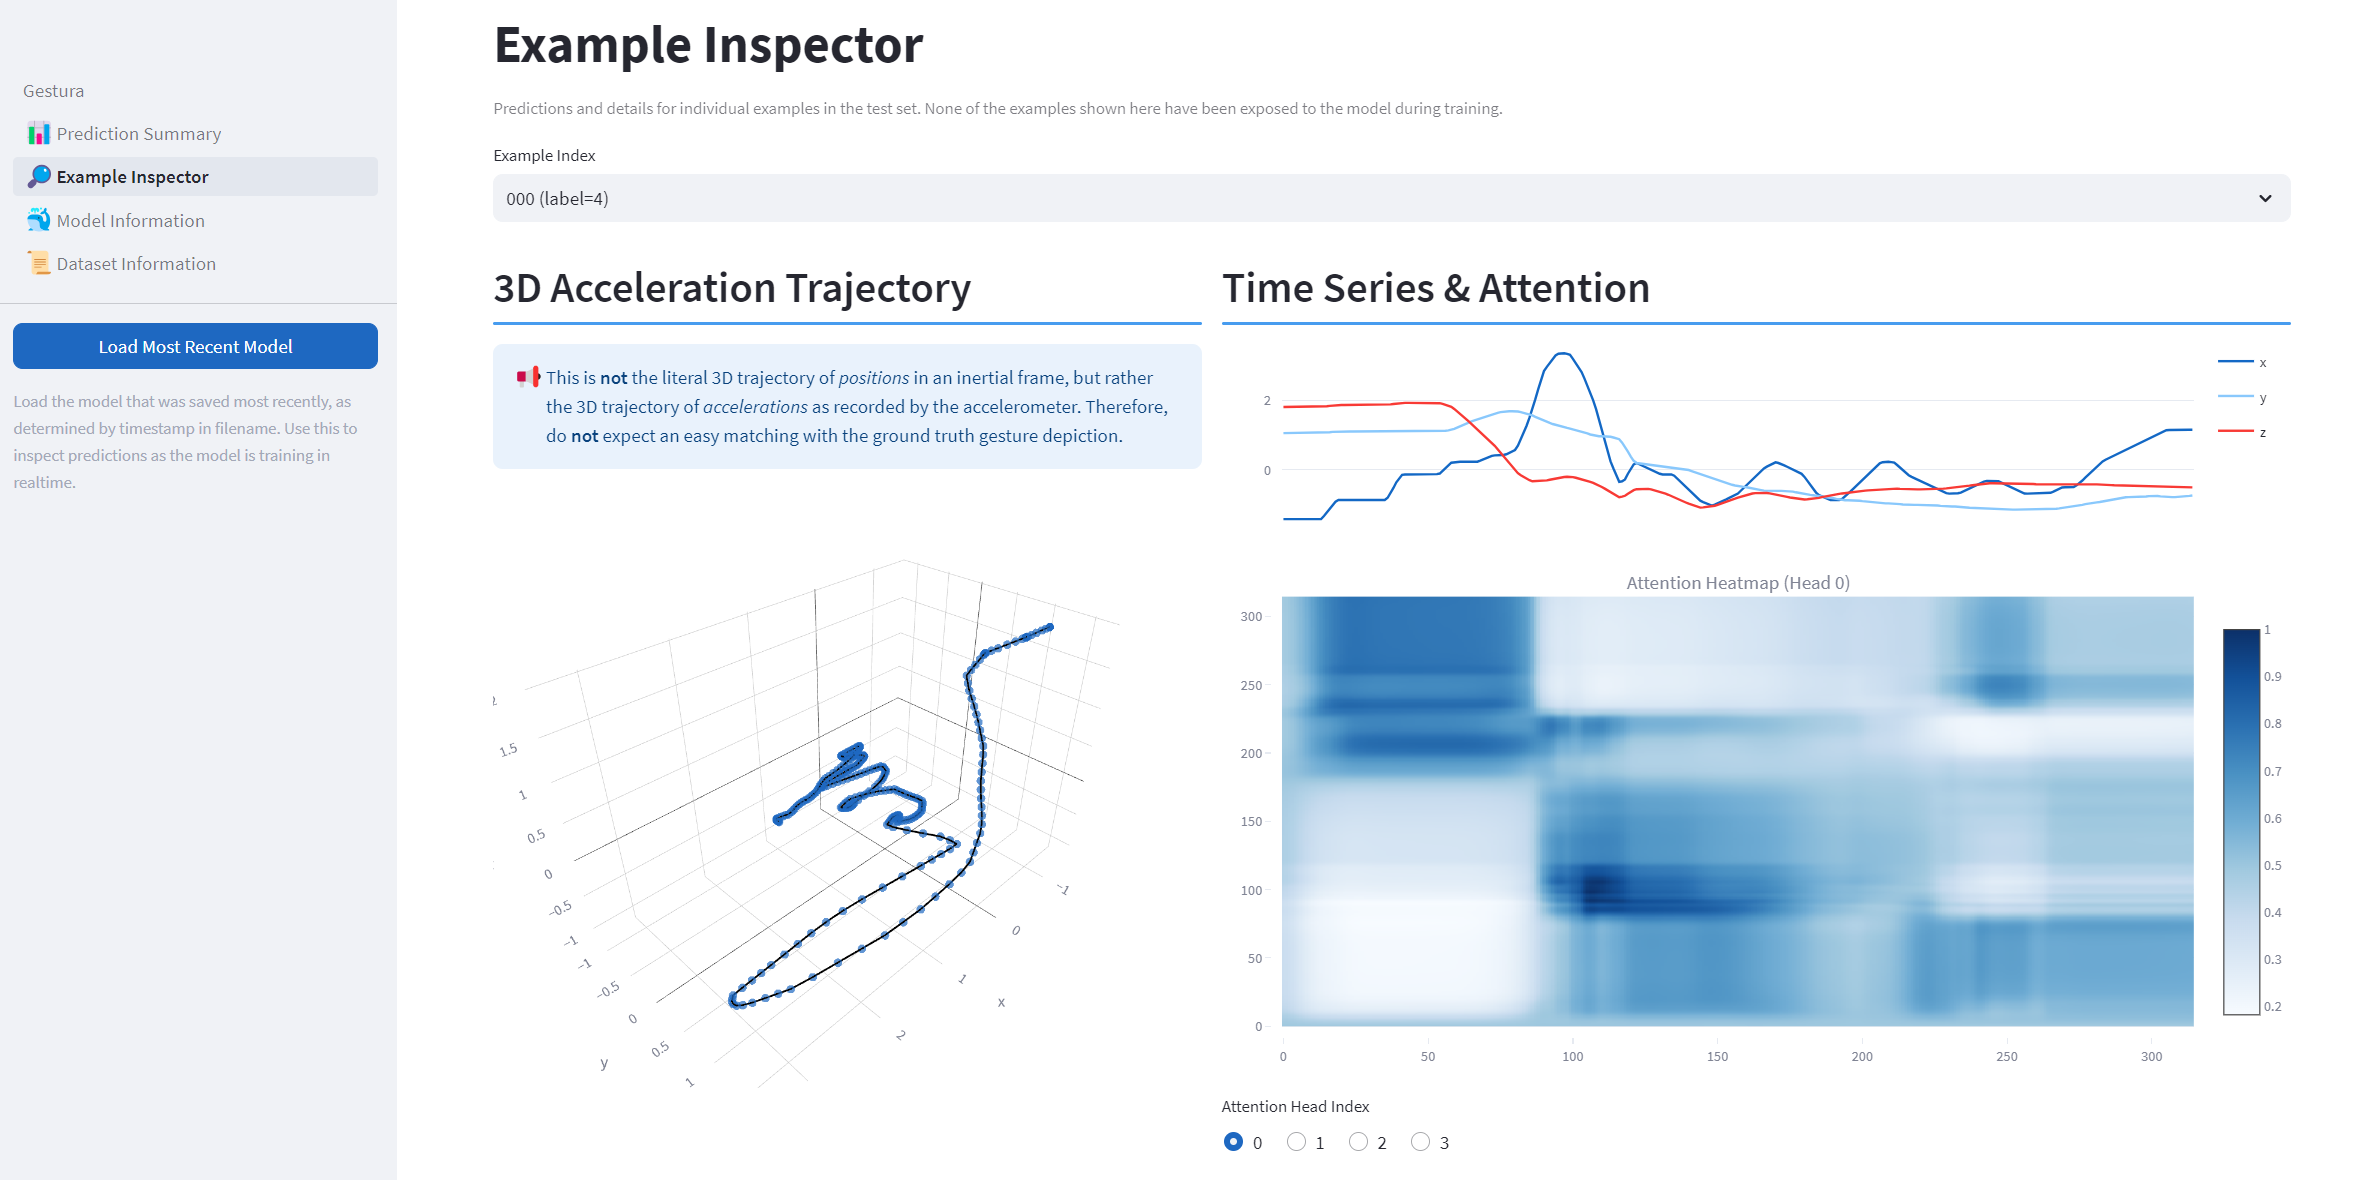 Gestura
Prediction Summary
Example Inspector
Model Information
Dataset Information
Load Most Recent Model
Load the model that was saved most recently, as
determined by timestamp in filename. Use this to
inspect predictions as the model is training in
realtime.
Example Inspector
Predictions and details for individual examples in the test set. None of the examples shown here have been exposed to the model during training.
Example Index
000 (label=4)
3D Acceleration Trajectory
This is not the literal 3D trajectory of positions in an inertial frame, but rather
the 3D trajectory of accelerations as recorded by the accelerometer. Therefore,
do not expect an easy matching with the ground truth gesture depiction.
2
1.5
1
0.5
0
−0.5
−1
−1
−0.5
0
0.5
1
y
2
1
0
−1
x
Time Series & Attention
2
0
x
y
z
Attention Heatmap (Head 0)
300
250
200
150
100
50
0
0 50 100 150 200 250 300
1
0.9
0.8
0.7
0.6
0.5
0.4
0.3
0.2
Attention Head Index
0 1 2 3